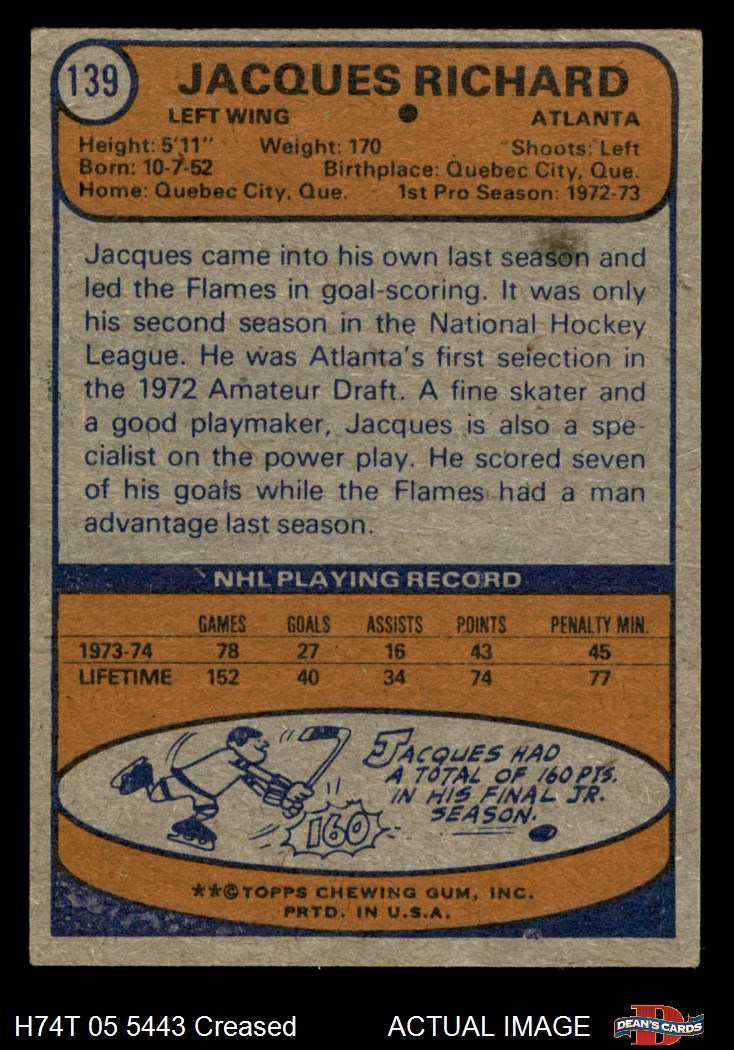 139
JACQUES RICHARD
LEFT WING ● ATLANTA
Height: 5'11" Weight: 170 Shoots: Left
Born: 10-7-52 Birthplace: Quebec City, Que.
Home: Quebec City, Que. 1st Pro Season: 1972-73
Jacques came into his own last season and
led the Flames in goal-scoring. It was only
his second season in the National Hockey
League. He was Atlanta's first selection in
the 1972 Amateur Draft. A fine skater and
a good playmaker, Jacques is also a spe-
cialist on the power play. He scored seven
of his goals while the Flames had a man
advantage last season.
NHL PLAYING RECORD
GAMES GOALS ASSISTS POINTS PENALTY MIN.
1973-74 78 27 16 43 45
LIFETIME 152 40 34 74 77
JACQUES HAD
A TOTAL OF 160 PTS.
IN HIS FINAL JR.
SEASON.
160
**©TOPPS CHEWING GUM, INC.
PRTD. IN U.S.A.
H74T 05 5443 Creased ACTUAL IMAGE
DEAN'S CARDS